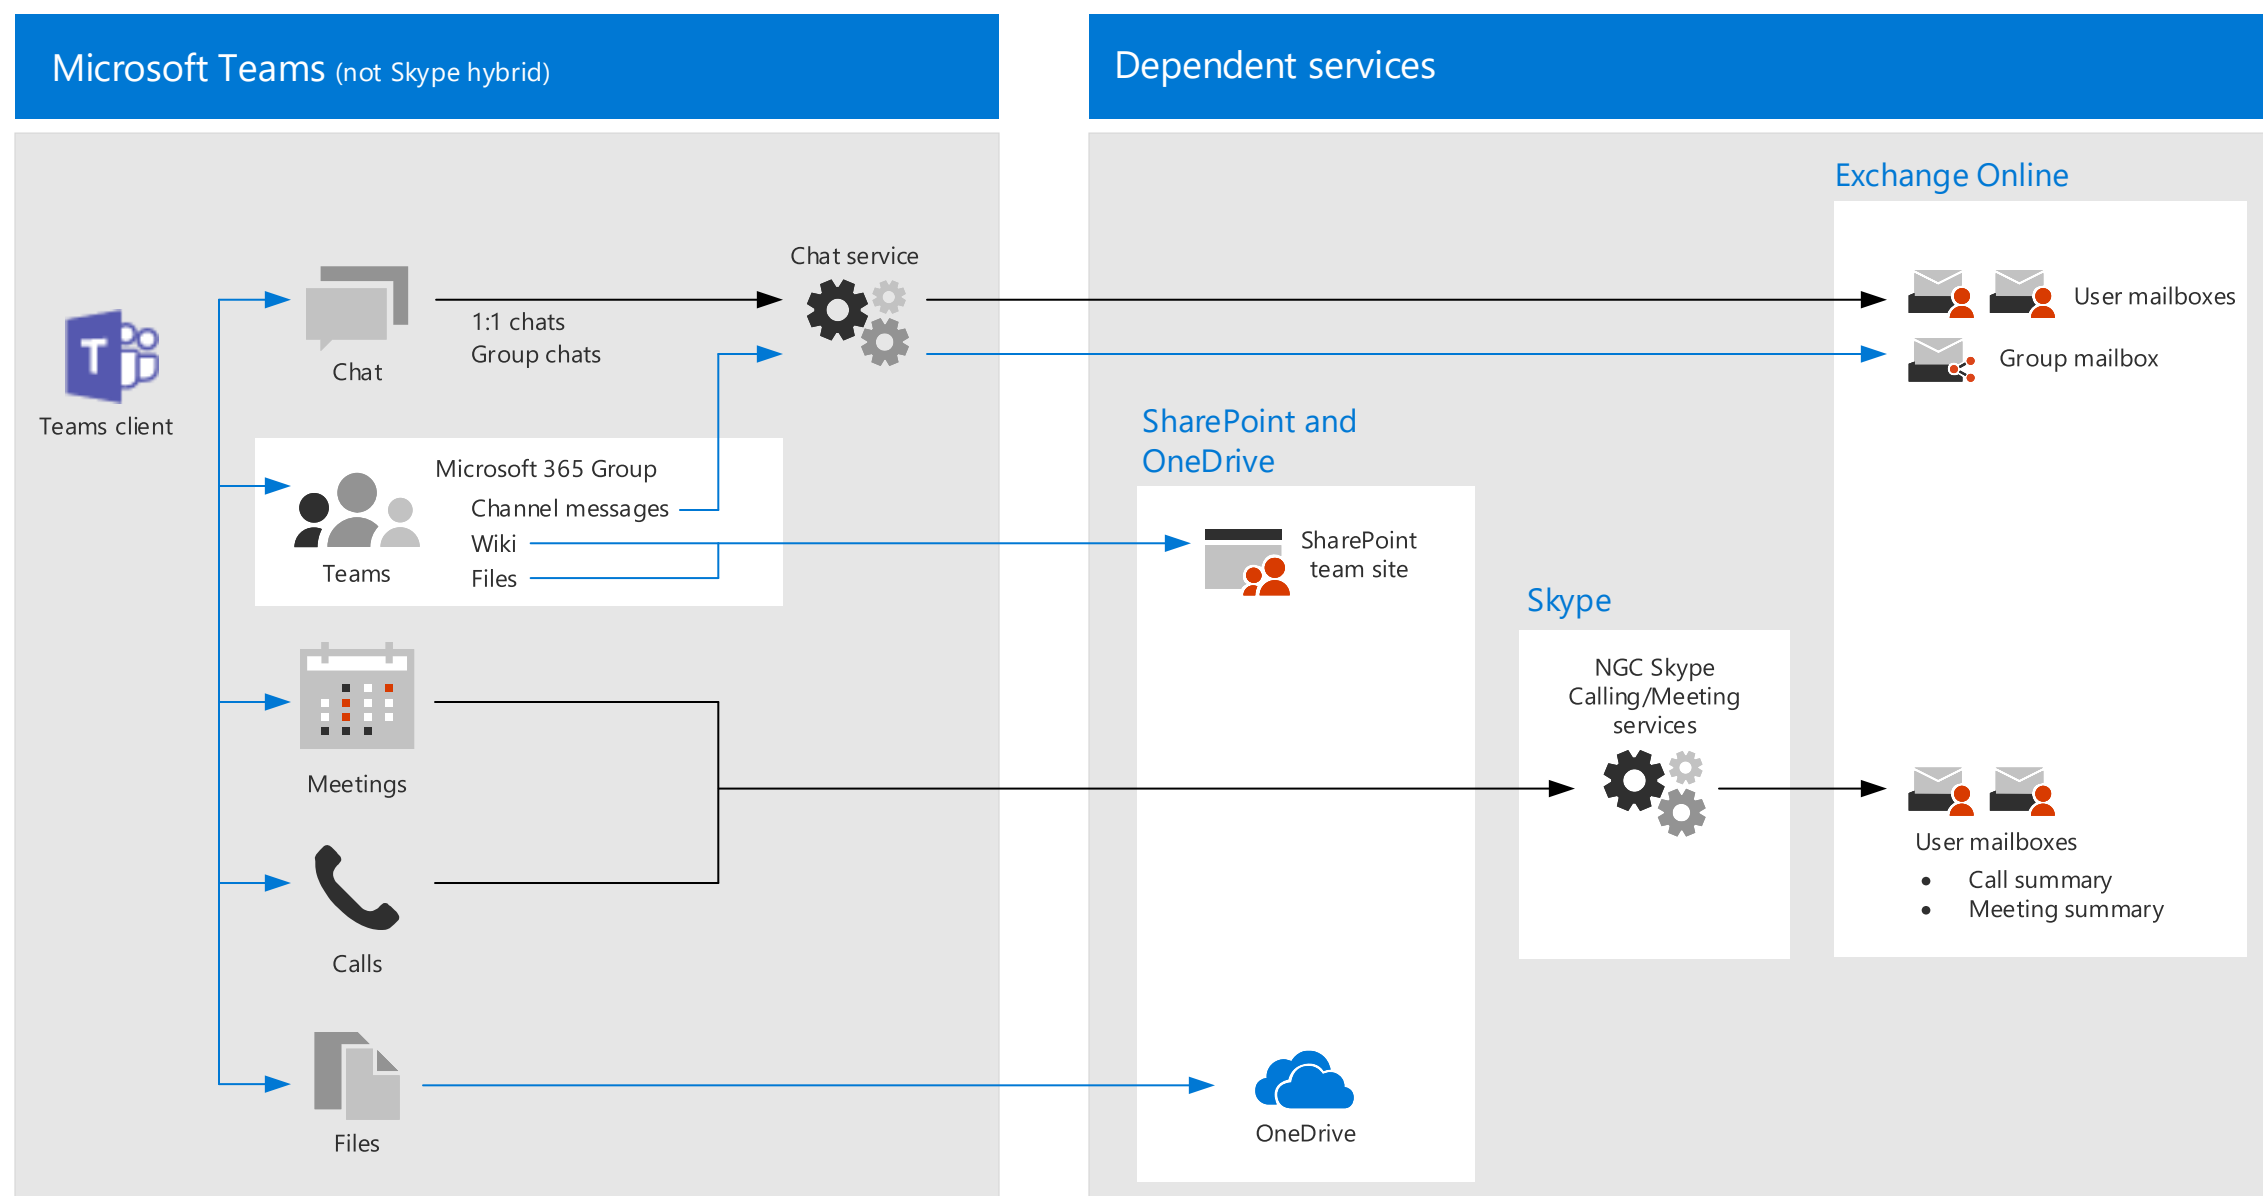 Microsoft Teams (not Skype hybrid)
Dependent services
Exchange Online
Chat service
User mailboxes
1:1 chats
Group chats
Chat
Group mailbox
T
Teams client
SharePoint and
OneDrive
Microsoft 365 Group
Channel messages
Wiki
Files
Teams
SharePoint
team site
Skype
NGC Skype
Calling/Meeting
services
Meetings
User mailboxes
• Call summary
• Meeting summary
Calls
OneDrive
Files